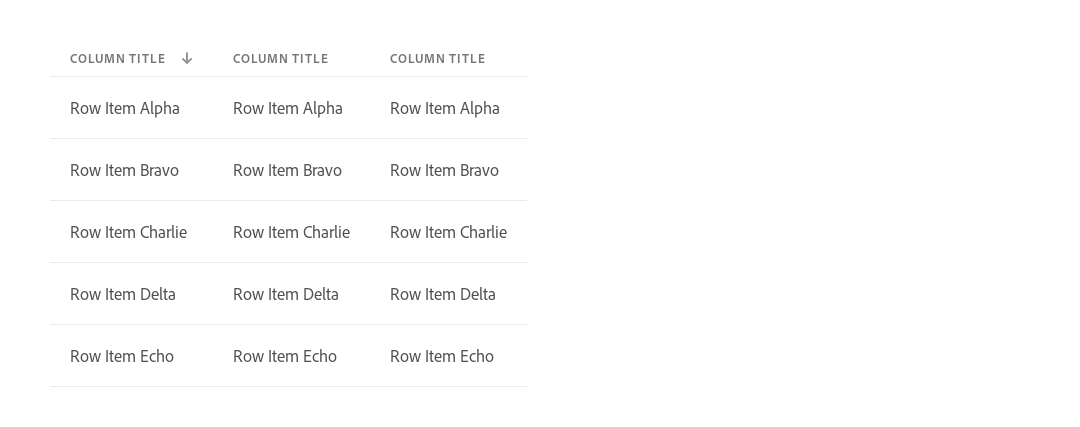 COLUMN TITLE COLUMN TITLE COLUMN TITLE
Row Item Alpha Row Item Alpha Row Item Alpha
Row Item Bravo Row Item Bravo Row Item Bravo
Row Item Charlie Row Item Charlie Row Item Charlie
Row Item Delta Row Item Delta Row Item Delta
Row Item Echo Row Item Echo Row Item Echo